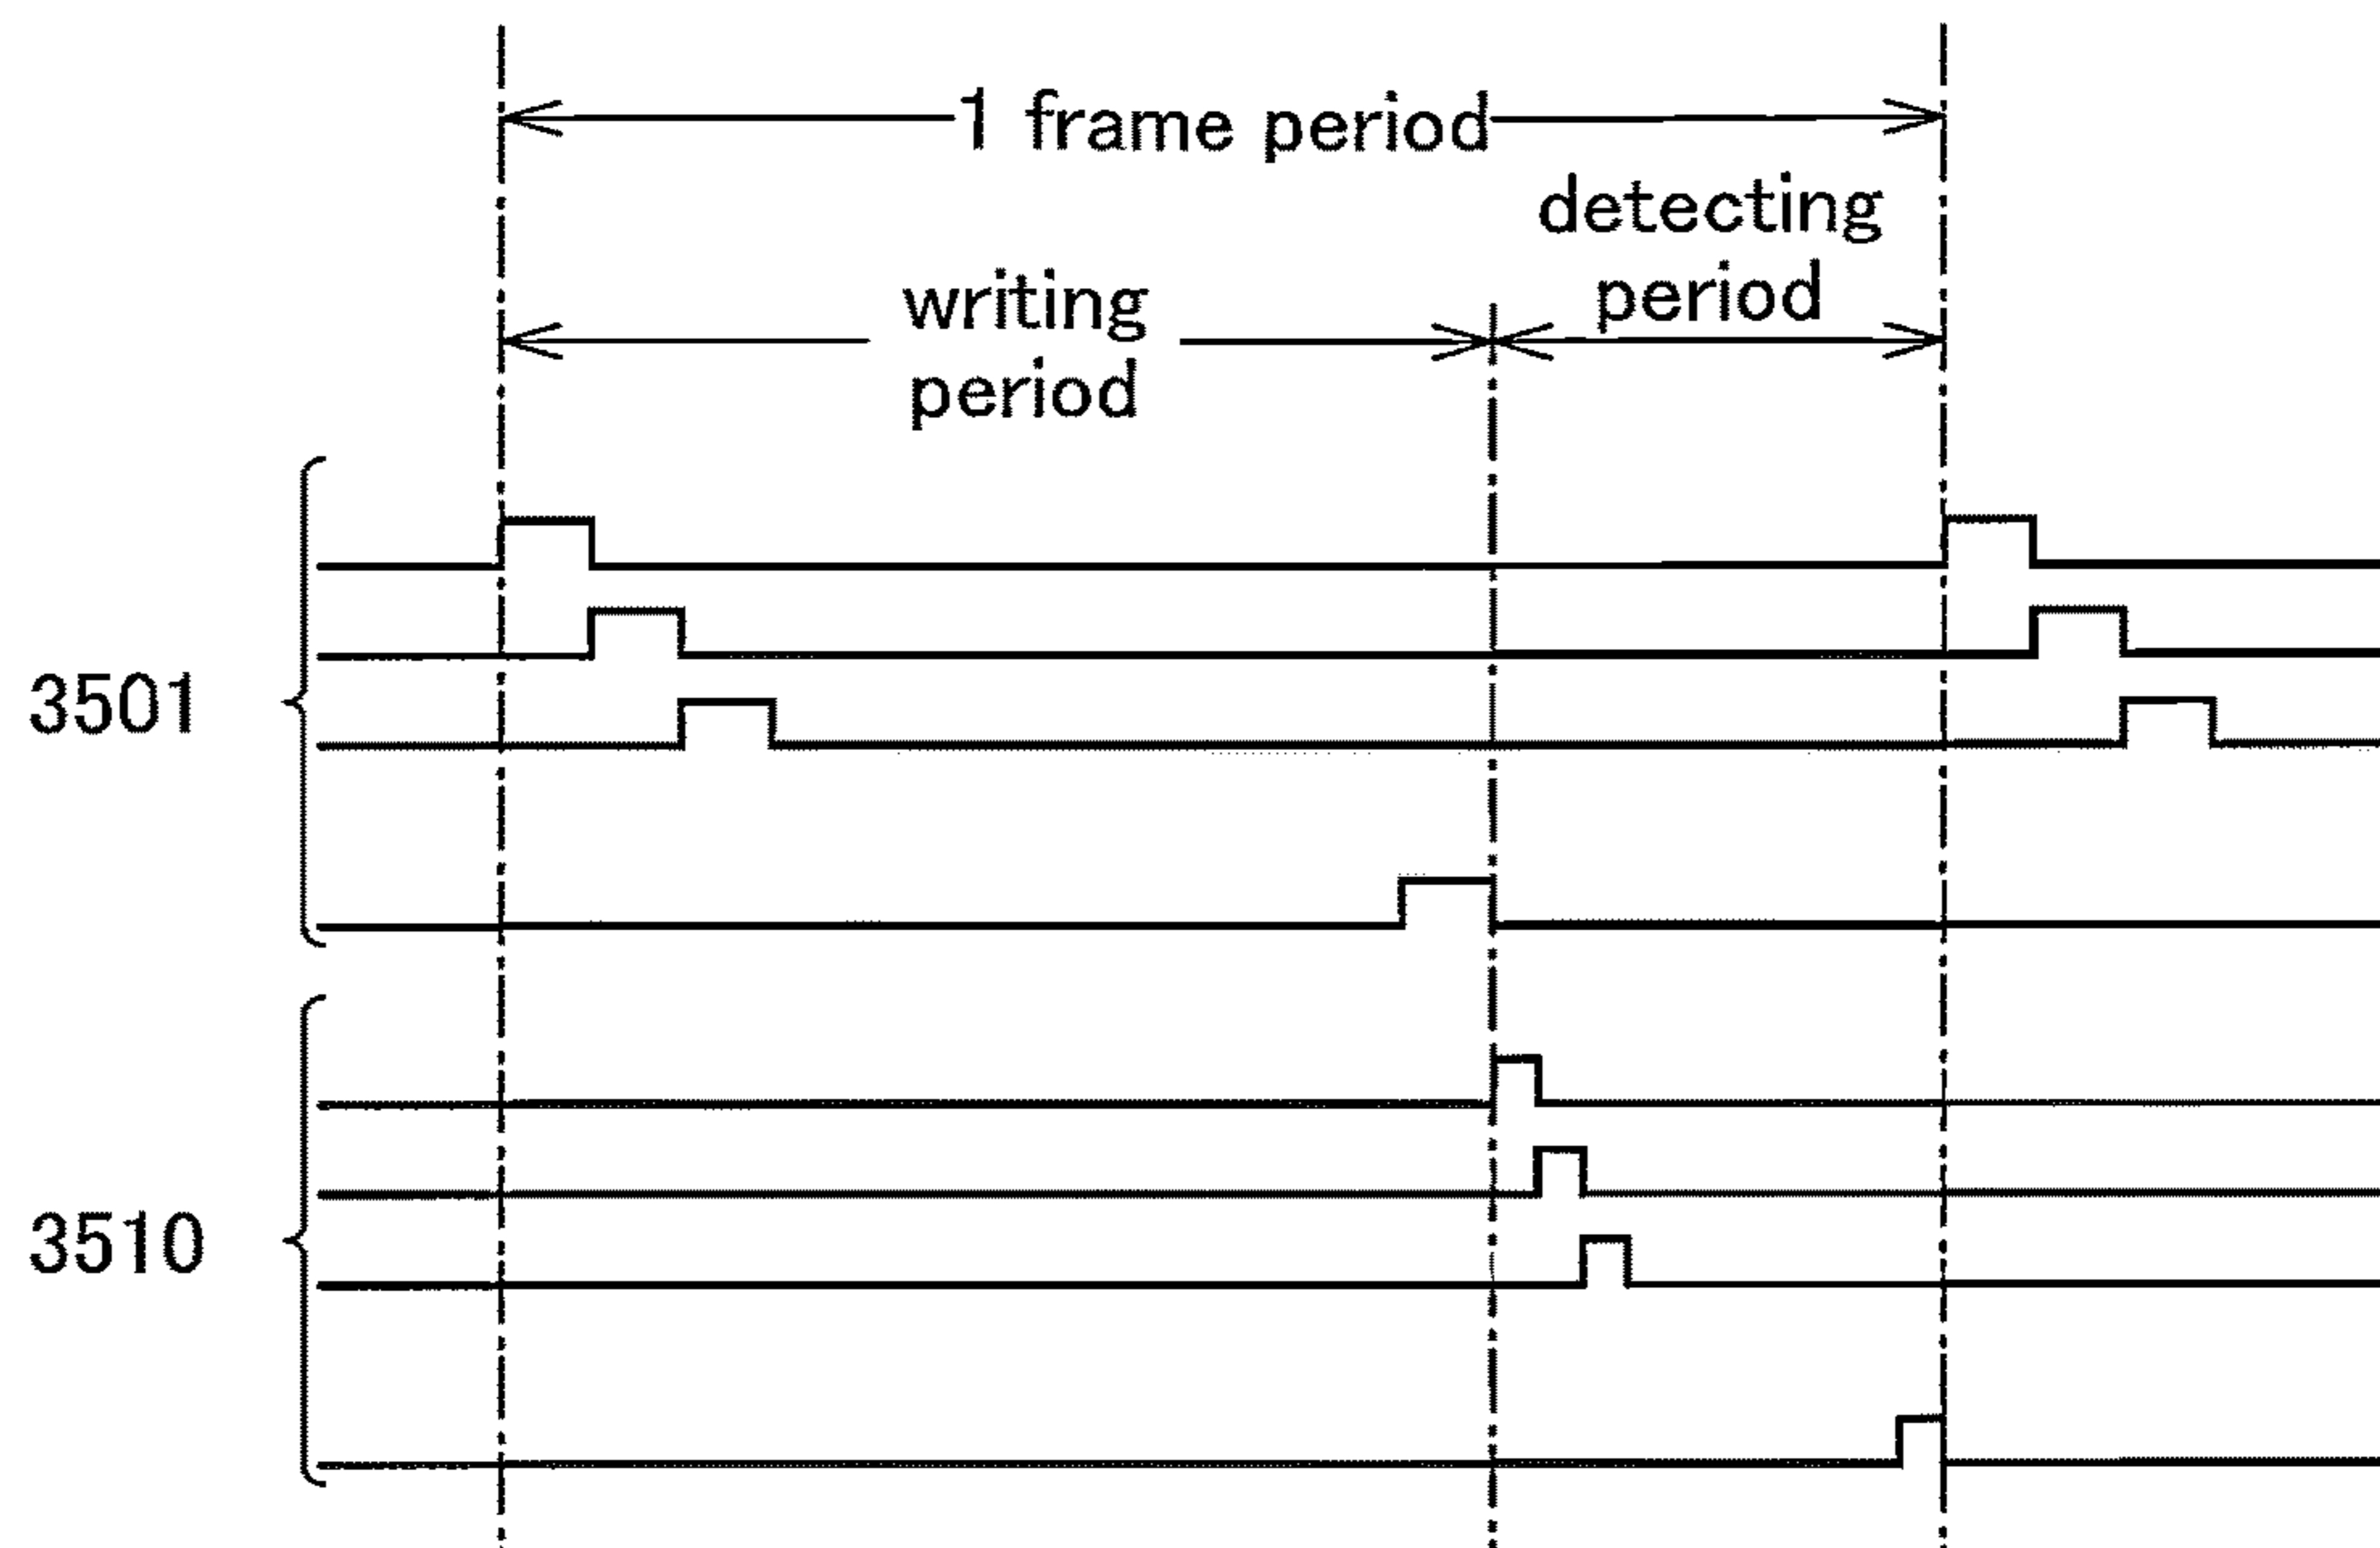 1 frame period
detecting
period
writing
period
3501
3510